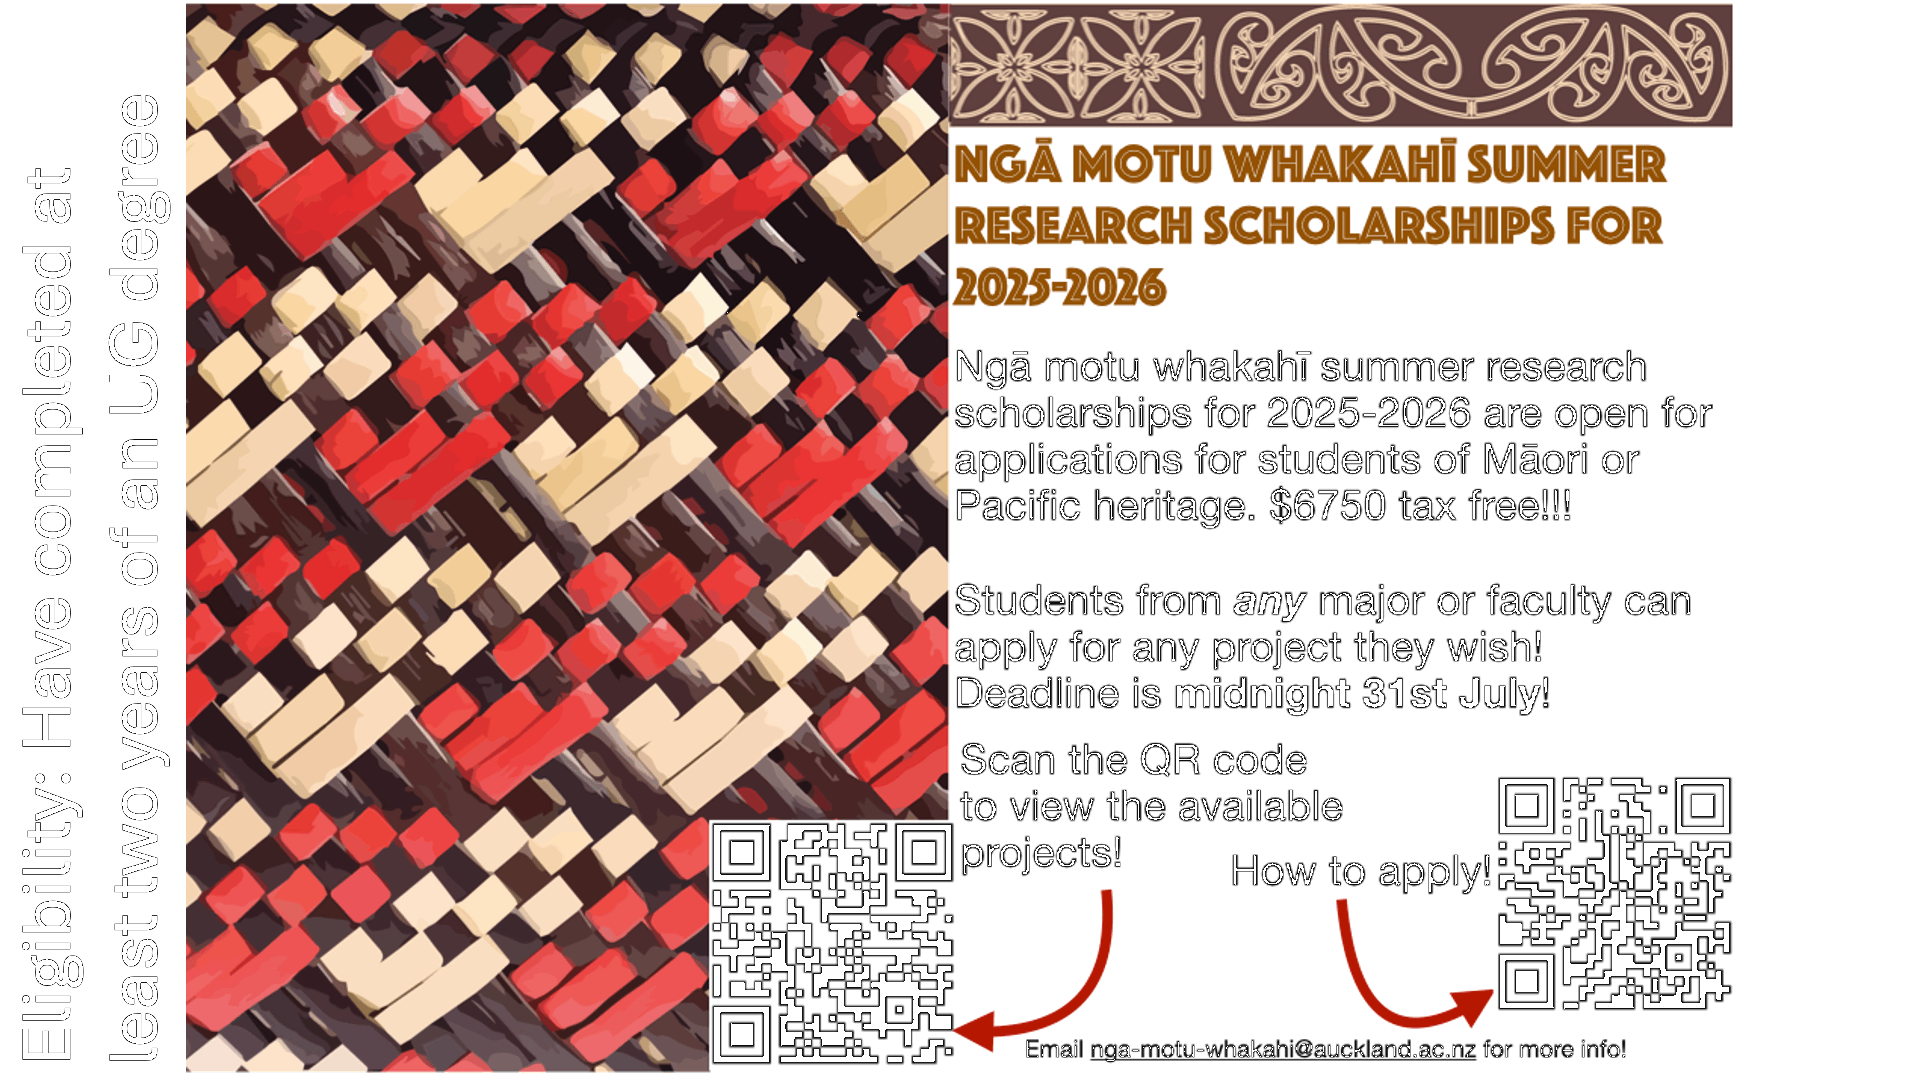 Eligibility: Have completed at
least two years of an UG degree
NGĀ MOTU WHAKAHĪ SUMMER
RESEARCH SCHOLARSHIPS FOR
2025-2026
Ngā motu whakahī summer research
scholarships for 2025-2026 are open for
applications for students of Māori or
Pacific heritage. $6750 tax free!!!
Students from any major or faculty can
apply for any project they wish!
Deadline is midnight 31st July!
Scan the QR code
to view the available
projects!
How to apply!
Email nga-motu-whakahi@auckland.ac.nz for more info!